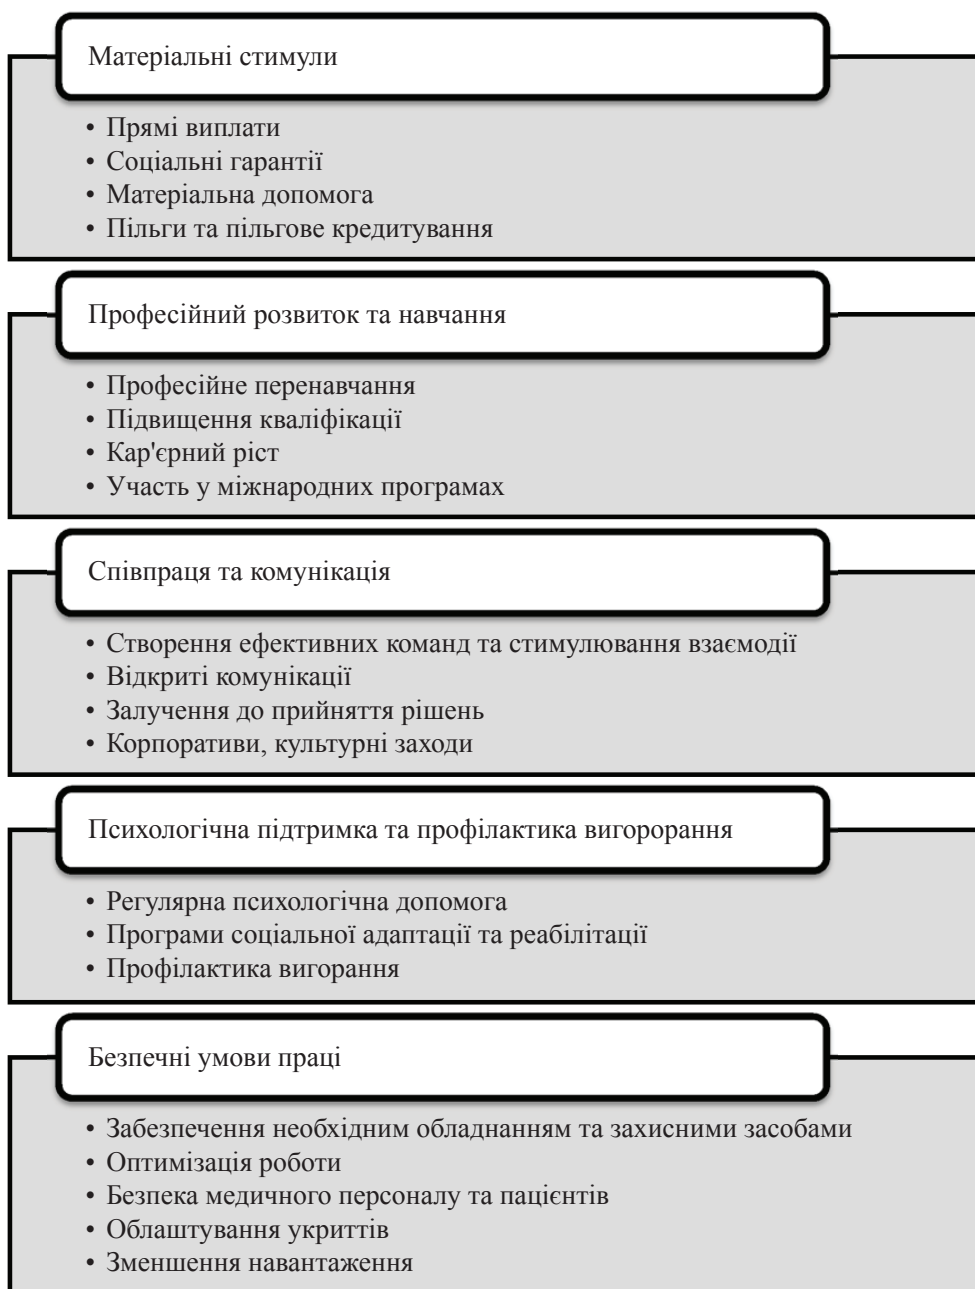 Матеріальні стимули
• Прямі виплати
• Соціальні гарантії
• Матеріальна допомога
• Пільги та пільгове кредитування
Професійний розвиток та навчання
• Професійне перенавчання
• Підвищення кваліфікації
• Кар'єрний ріст
• Участь у міжнародних програмах
Співпраця та комунікація
• Створення ефективних команд та стимулювання взаємодії
• Відкриті комунікації
• Залучення до прийняття рішень
• Корпоративи, культурні заходи
Психологічна підтримка та профілактика вигорорання
• Регулярна психологічна допомога
• Програми соціальної адаптації та реабілітації
• Профілактика вигорання
Безпечні умови праці
• Забезпечення необхідним обладнанням та захисними засобами
• Оптимізація роботи
• Безпека медичного персоналу та пацієнтів
• Облаштування укриттів
• Зменшення навантаження